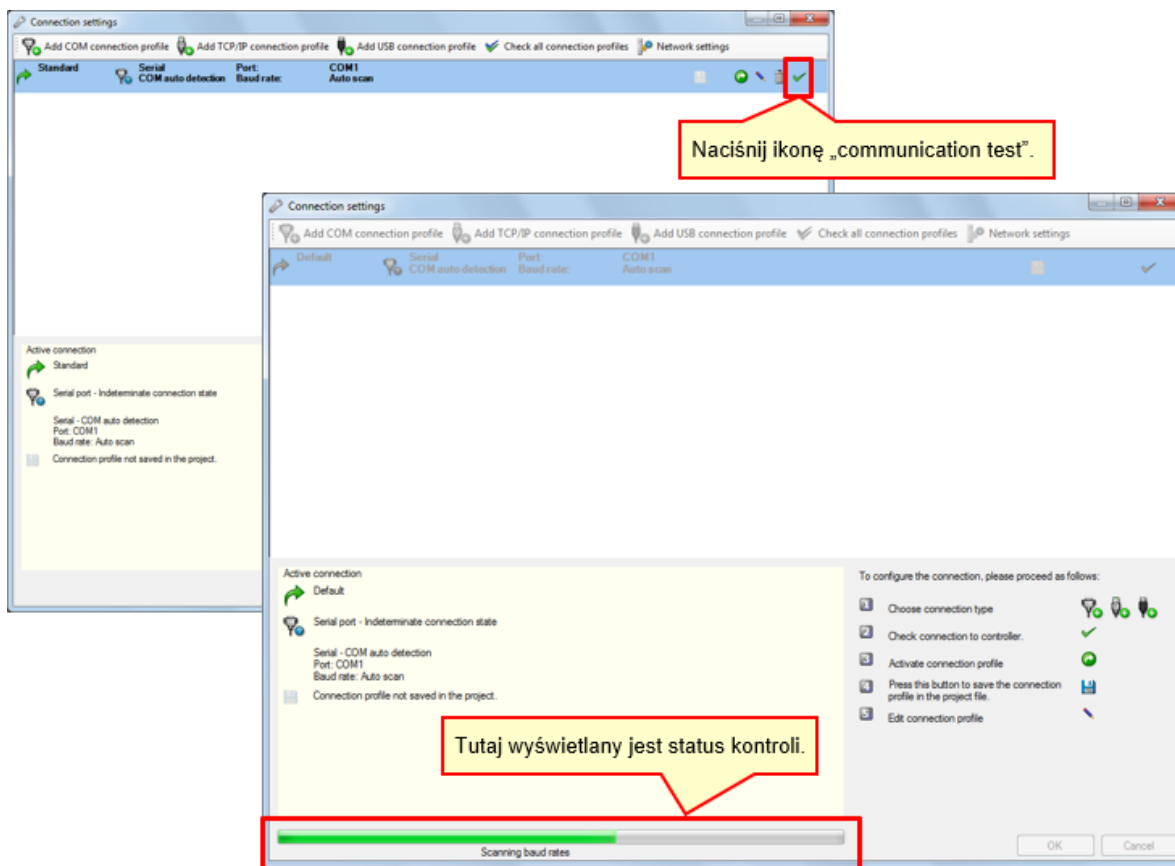 Connection settings
Add COM connection profile Add TCP/IP connection profile Add USB connection profile Check all connection profiles Network settings
Standard Serial Port: COM1
COM auto detection Baud rate: Auto scan
Naciśnij ikonę „communication test”.
Active connection
Standard
Serial port - Indeterminate connection state
Serial - COM auto detection
Port: COM1
Baud rate: Auto scan
Connection profile not saved in the project.
Connection settings
Add COM connection profile Add TCP/IP connection profile Add USB connection profile Check all connection profiles Network settings
Default Serial Port: COM1
COM auto detection Baud rate: Auto scan
Active connection
Default
Serial port - Indeterminate connection state
Serial - COM auto detection
Port: COM1
Baud rate: Auto scan
Connection profile not saved in the project.
To configure the connection, please proceed as follows:
1 Choose connection type
2 Check connection to controller.
3 Activate connection profile
4 Press this button to save the connection
profile in the project file.
5 Edit connection profile
Tutaj wyświetlany jest status kontroli.
Scanning baud rates
OK Cancel